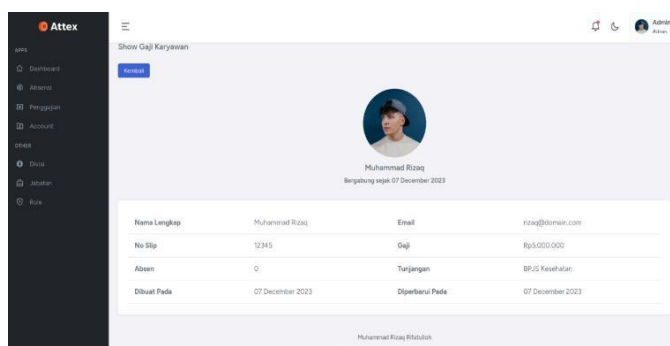 Attex
Admin
Admin
APPS
Dashboard
Absensi
Penggajian
Account
OTHER
Divisi
Jabatan
Role
Show Gaji Karyawan
Kembali
Muhammad Rizaq
Bergabung sejak 07 December 2023
Nama Lengkap Muhammad Rizaq Email rizaq@domain.com
No Slip 12345 Gaji Rp5.000.000
Absen 0 Tunjangan BPJS Kesehatan
Dibuat Pada 07 December 2023 Diperbarui Pada 07 December 2023
Muhammad Rizaq Rifatulloh